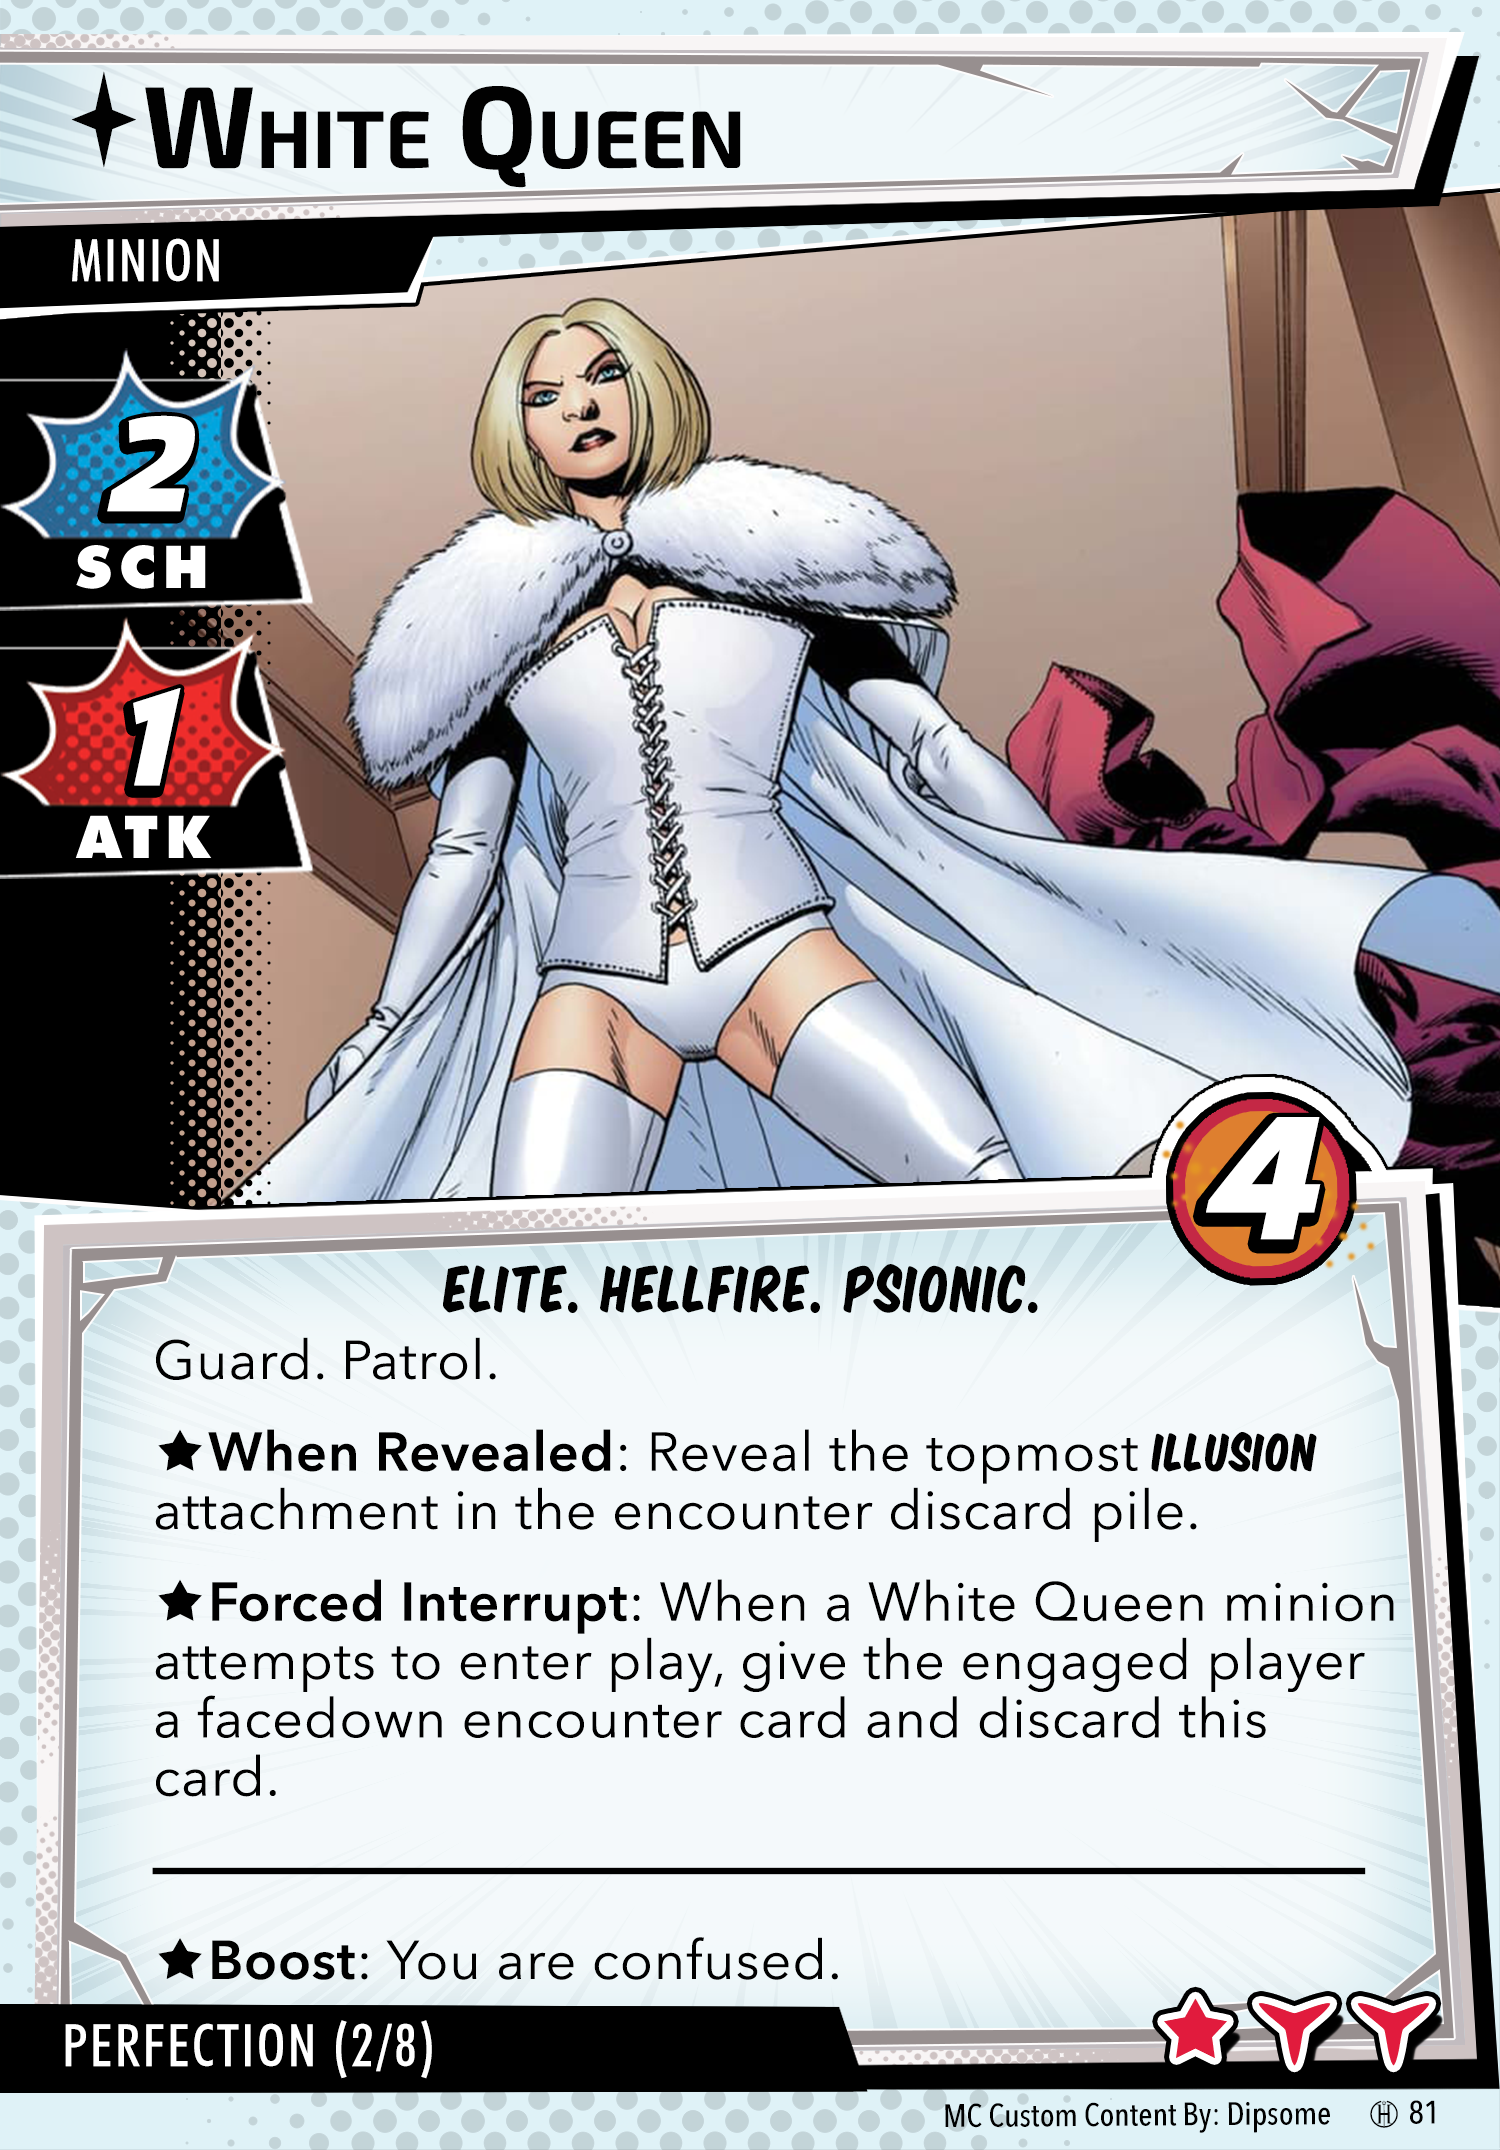 White Queen
MINION
2
SCH
1
ATK
4
ELITE. HELLFIRE. PSIONIC.
Guard. Patrol.
★When Revealed: Reveal the topmost ILLUSION
attachment in the encounter discard pile.
★Forced Interrupt: When a White Queen minion
attempts to enter play, give the engaged player
a facedown encounter card and discard this
card.
★Boost: You are confused.
PERFECTION (2/8)
MC Custom Content By: Dipsome
H 81